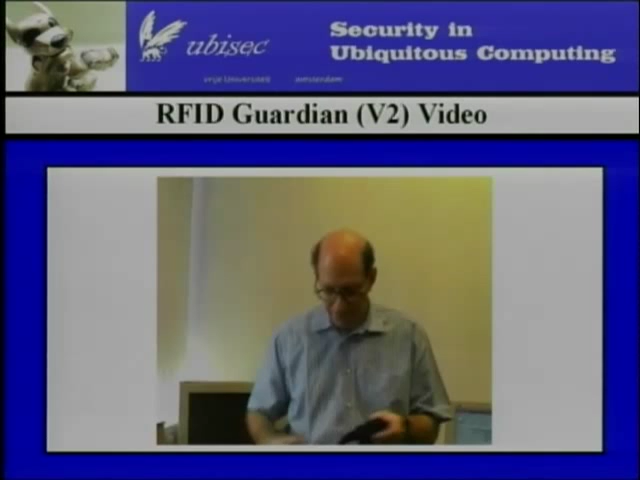 ubisec
Security in
Ubiquitous Computing
vrije Universiteit amsterdam
RFID Guardian (V2) Video